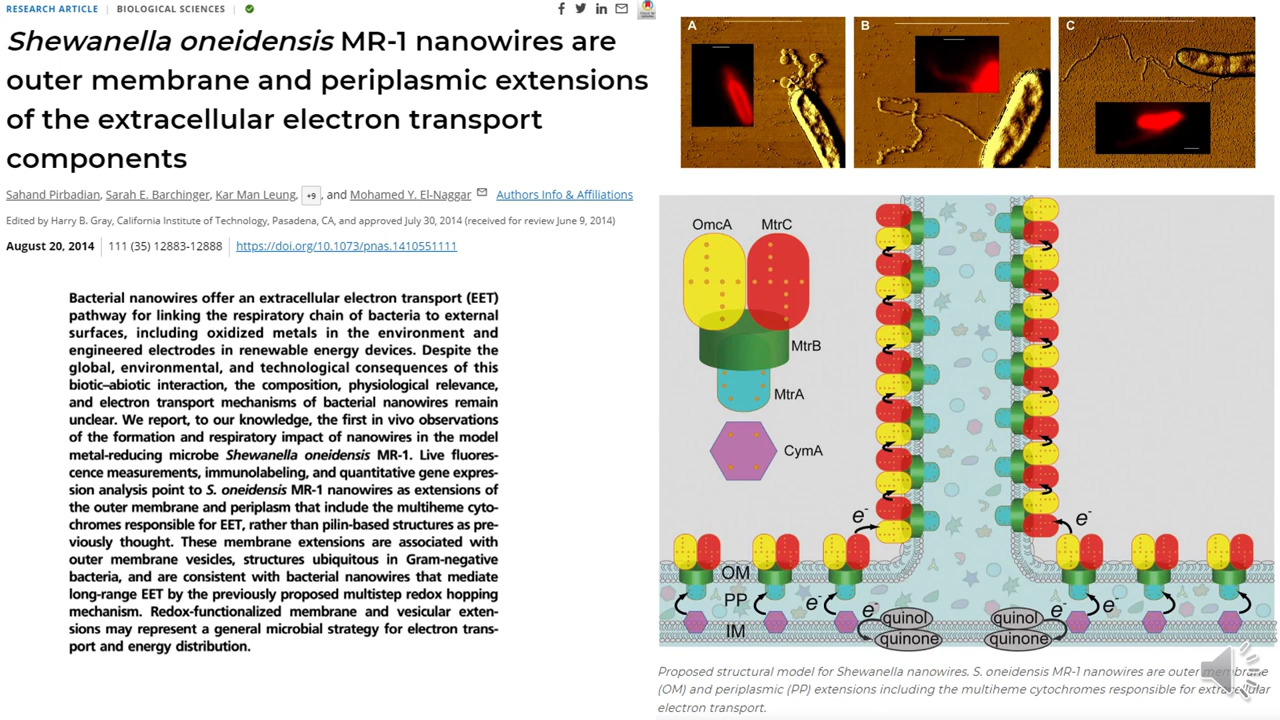 RESEARCH ARTICLE | BIOLOGICAL SCIENCES |
Shewanella oneidensis MR-1 nanowires are
outer membrane and periplasmic extensions
of the extracellular electron transport
components
Sahand Pirbadian, Sarah E. Barchinger, Kar Man Leung, +9 , and Mohamed Y. El-Naggar Authors Info & Affiliations
Edited by Harry B. Gray, California Institute of Technology, Pasadena, CA, and approved July 30, 2014 (received for review June 9, 2014)
August 20, 2014 | 111 (35) 12883-12888 | https://doi.org/10.1073/pnas.1410551111
Bacterial nanowires offer an extracellular electron transport (EET)
pathway for linking the respiratory chain of bacteria to external
surfaces, including oxidized metals in the environment and
engineered electrodes in renewable energy devices. Despite the
global, environmental, and technological consequences of this
biotic–abiotic interaction, the composition, physiological relevance,
and electron transport mechanisms of bacterial nanowires remain
unclear. We report, to our knowledge, the first in vivo observations
of the formation and respiratory impact of nanowires in the model
metal-reducing microbe Shewanella oneidensis MR-1. Live fluores-
cence measurements, immunolabeling, and quantitative gene expres-
sion analysis point to S. oneidensis MR-1 nanowires as extensions of
the outer membrane and periplasm that include the multiheme cyto-
chromes responsible for EET, rather than pilin-based structures as pre-
viously thought. These membrane extensions are associated with
outer membrane vesicles, structures ubiquitous in Gram-negative
bacteria, and are consistent with bacterial nanowires that mediate
long-range EET by the previously proposed multistep redox hopping
mechanism. Redox-functionalized membrane and vesicular exten-
sions may represent a general microbial strategy for electron trans-
port and energy distribution.
A
B
C
OmcA MtrC
MtrB
MtrA
CymA
e- e-
OM
PP e- e- e- e-
IM
quinol quinol
quinone quinone
Proposed structural model for Shewanella nanowires. S. oneidensis MR-1 nanowires are outer membrane
(OM) and periplasmic (PP) extensions including the multiheme cytochromes responsible for extracellular
electron transport.